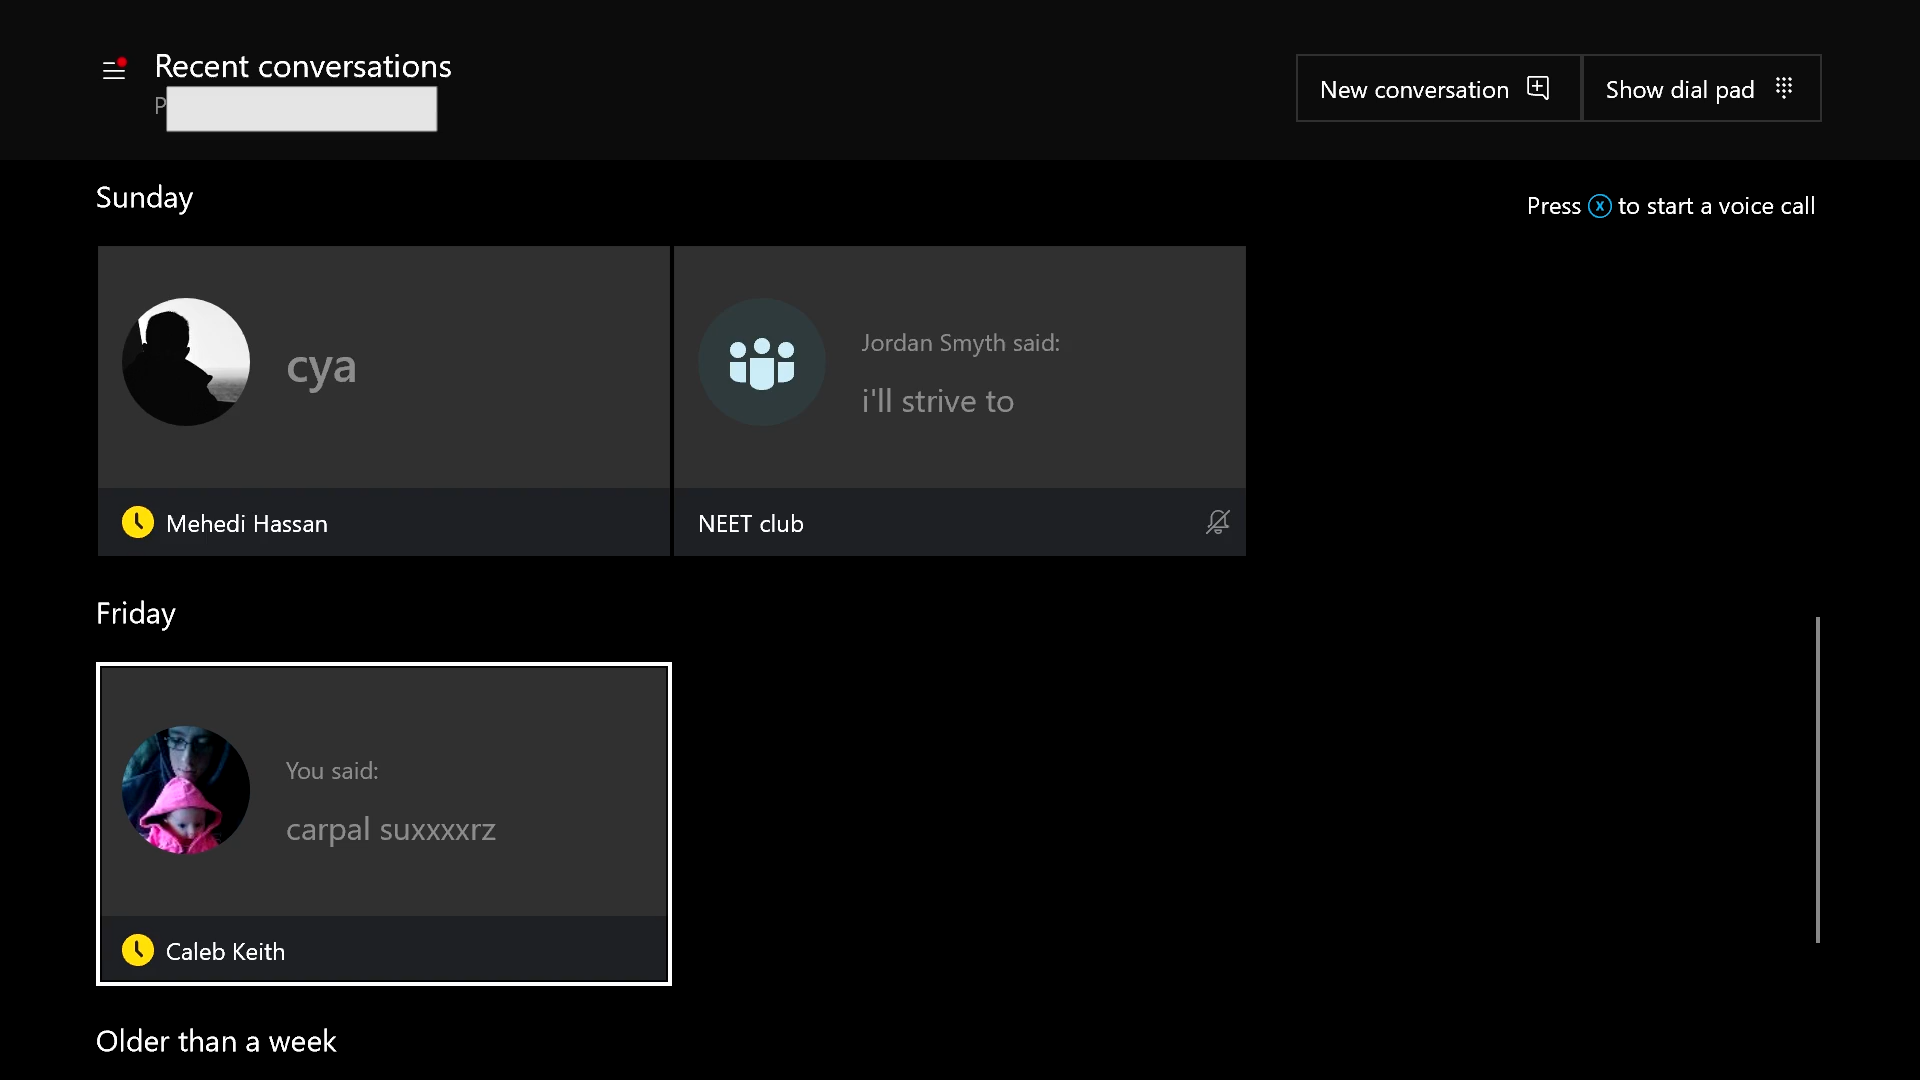 Recent conversations
P
New conversation
Show dial pad
Sunday
Press X to start a voice call
cya
Mehedi Hassan
Jordan Smyth said:
i'll strive to
NEET club
Friday
You said:
carpal suxxxxrz
Caleb Keith
Older than a week